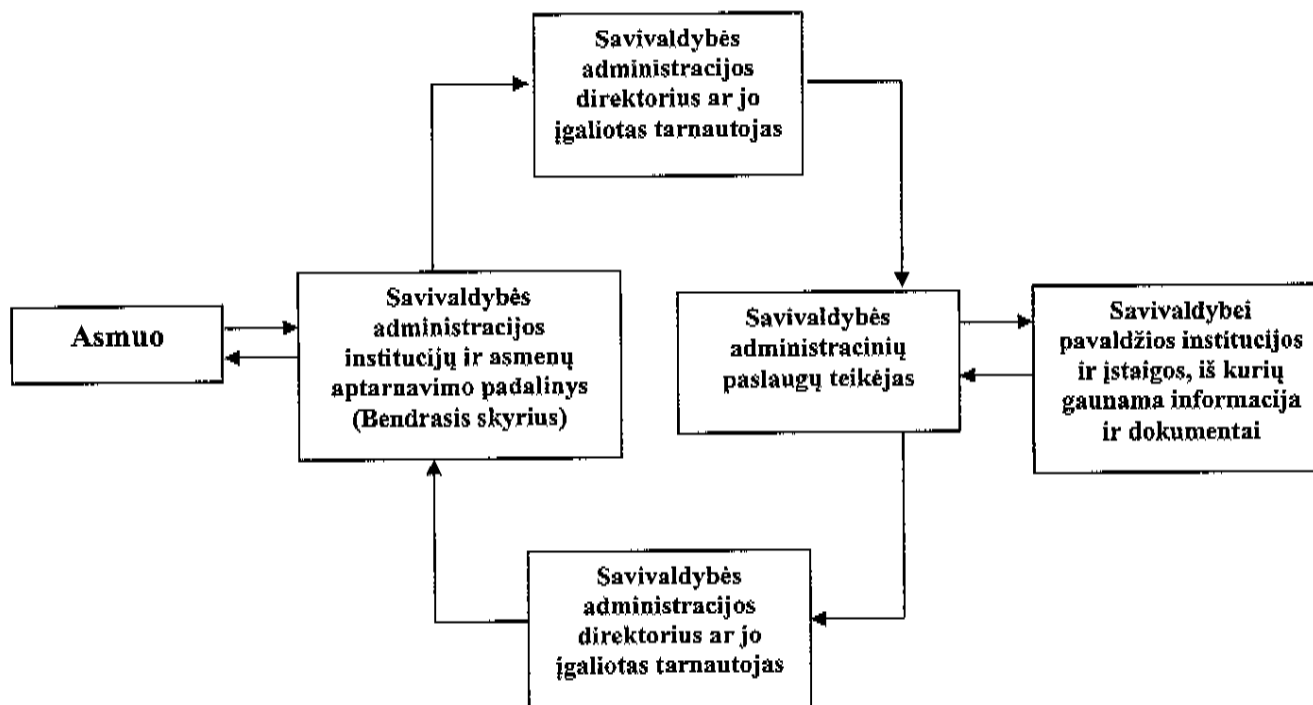 Savivaldybės
administracijos
direktorius ar jo
įgaliotas tarnautojas
Asmuo
Savivaldybės
administracijos
institucijų ir asmenų
aptarnavimo padalinys
(Bendrasis skyrius)
Savivaldybės
administracinių
paslaugų teikėjas
Savivaldybei
pavaldžios institucijos
ir įstaigos, iš kurių
gaunama informacija
ir dokumentai
Savivaldybės
administracijos
direktorius ar jo
įgaliotas tarnautojas